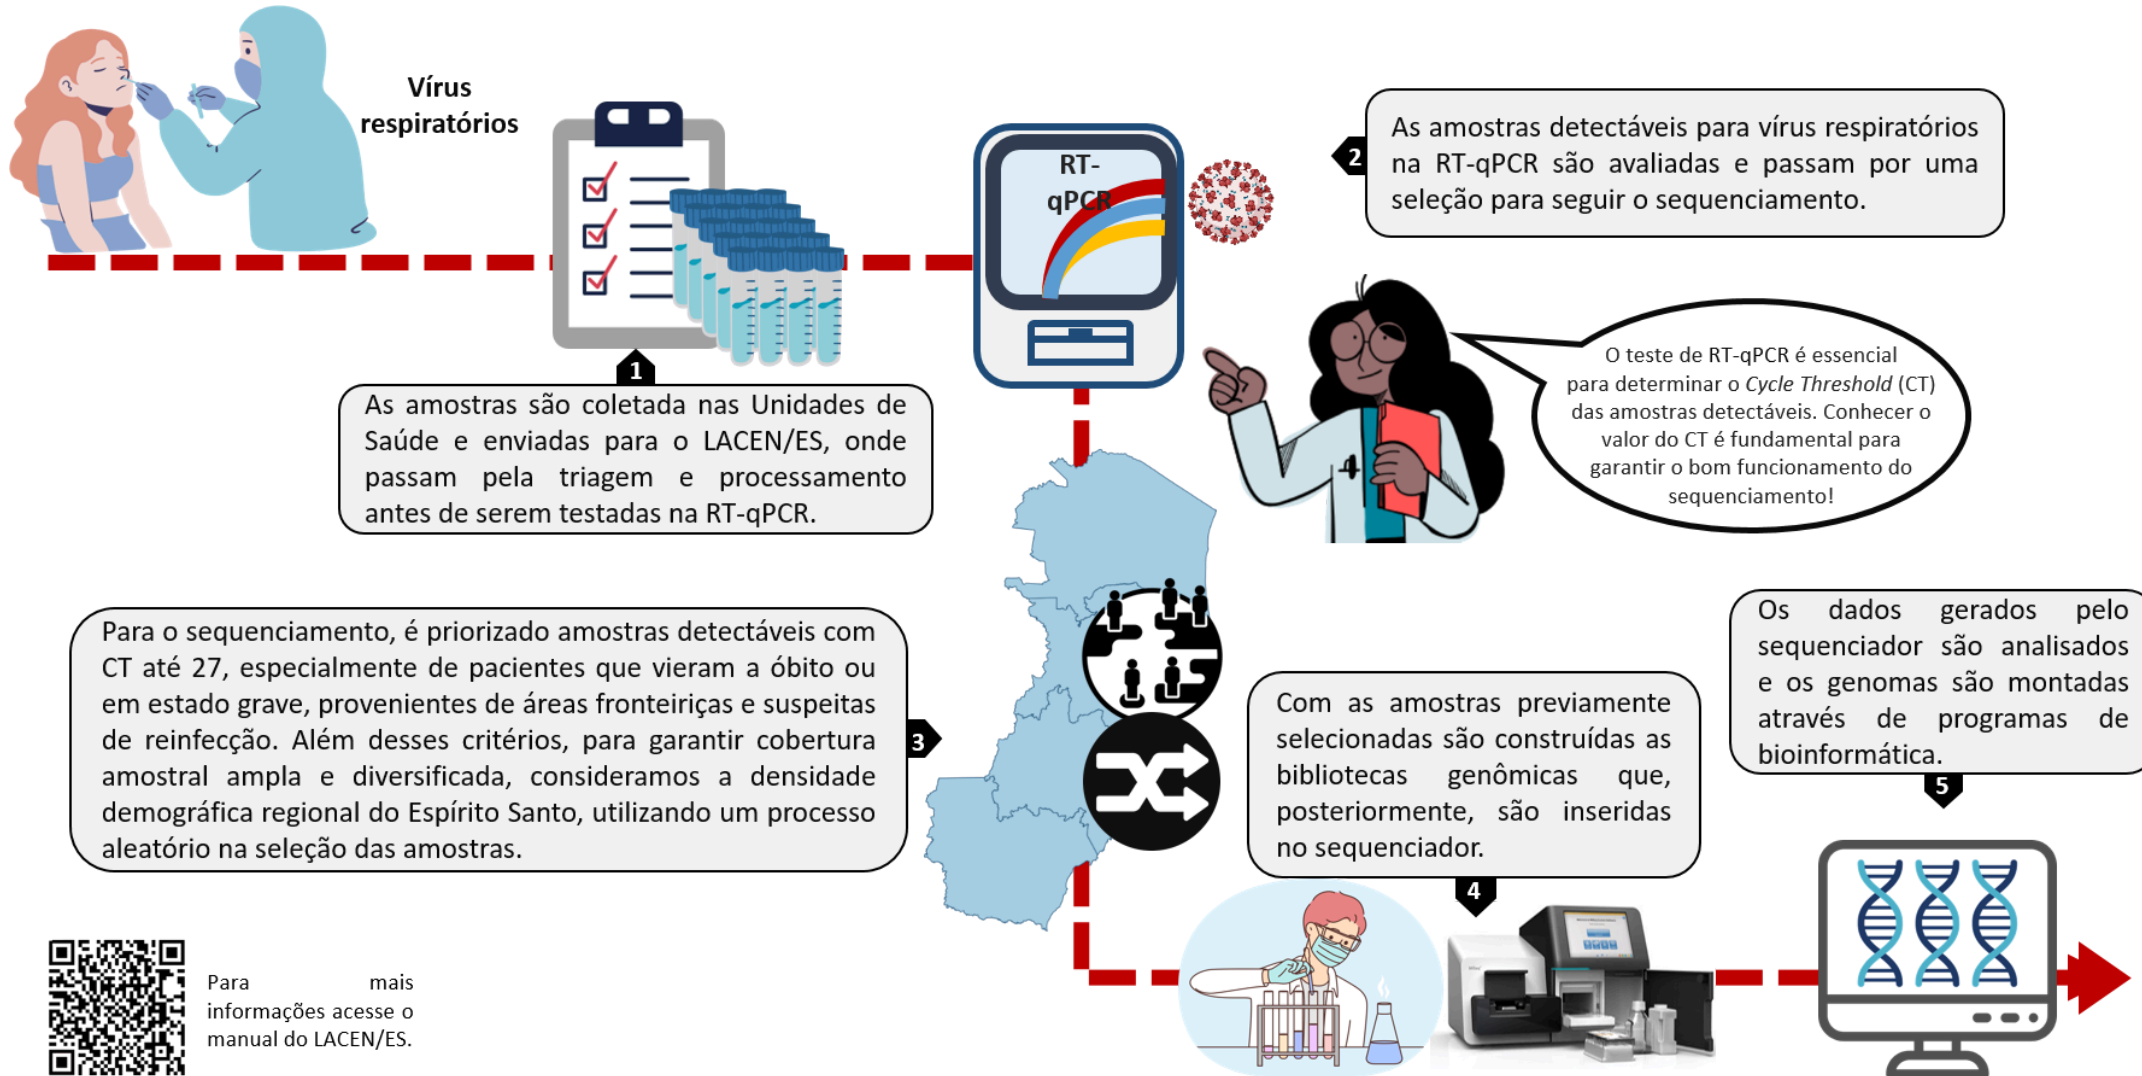 Vírus
respiratórios
RT-
qPCR
2
As amostras detectáveis para vírus respiratórios
na RT-qPCR são avaliadas e passam por uma
seleção para seguir o sequenciamento.
1
As amostras são coletada nas Unidades de
Saúde e enviadas para o LACEN/ES, onde
passam pela triagem e processamento
antes de serem testadas na RT-qPCR.
O teste de RT-qPCR é essencial
para determinar o Cycle Threshold (CT)
das amostras detectáveis. Conhecer o
valor do CT é fundamental para
garantir o bom funcionamento do
sequenciamento!
Para o sequenciamento, é priorizado amostras detectáveis com
CT até 27, especialmente de pacientes que vieram a óbito ou
em estado grave, provenientes de áreas fronteiriças e suspeitas
de reinfecção. Além desses critérios, para garantir cobertura
amostral ampla e diversificada, consideramos a densidade
demográfica regional do Espírito Santo, utilizando um processo
aleatório na seleção das amostras.
3
Com as amostras previamente
selecionadas são construídas as
bibliotecas genômicas que,
posteriormente, são inseridas
no sequenciador.
4
Os dados gerados pelo
sequenciador são analisados
e os genomas são montadas
através de programas de
bioinformática.
5
Para mais
informações acesse o
manual do LACEN/ES.